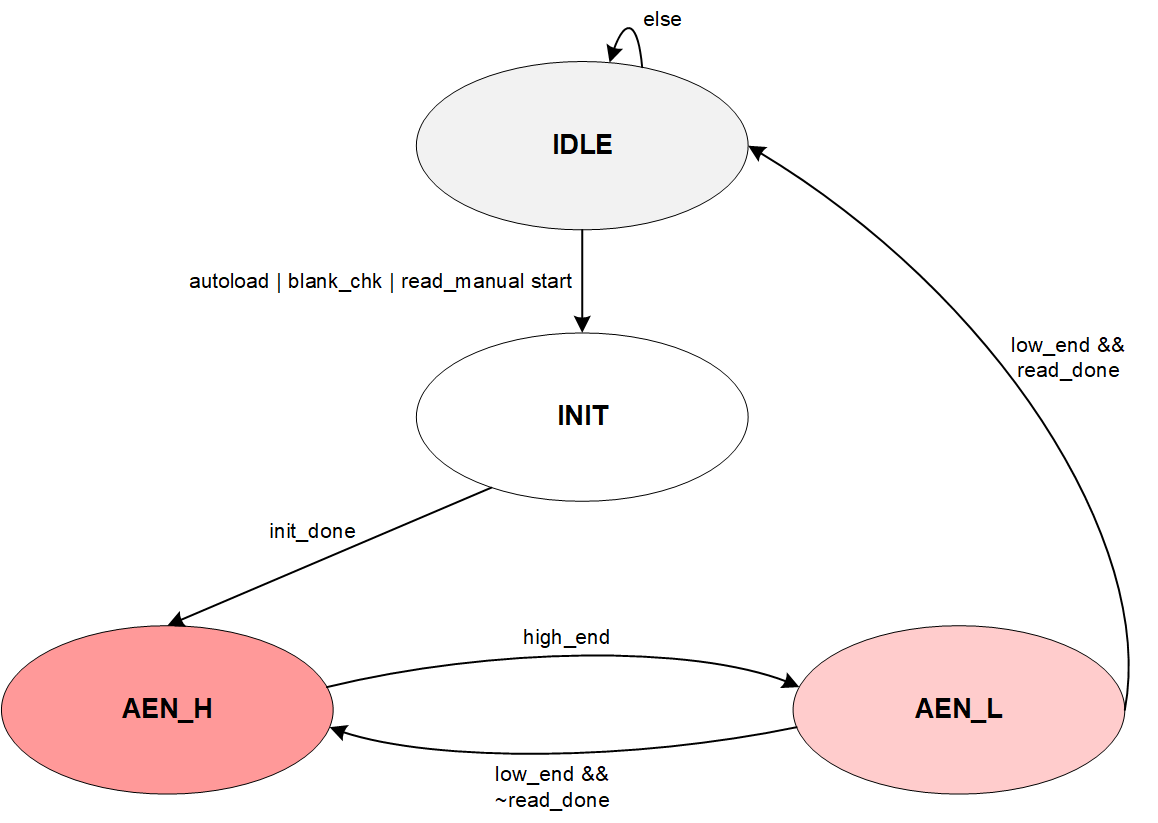 else
IDLE
autoload | blank_chk | read_manual start
low_end &&
read_done
INIT
init_done
high_end
AEN_H
AEN_L
low_end &&
~read_done